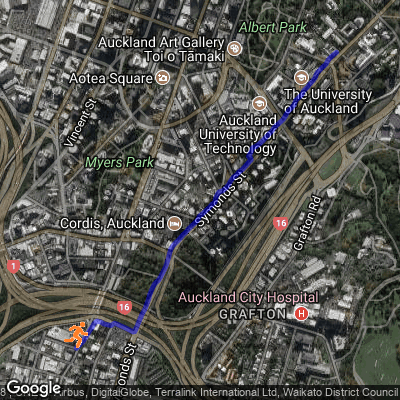 Albert Park
Auckland Art Gallery
Toi o Tāmaki
Aotea Square
The University
of Auckland
Vincent St
Auckland
University of
Technology
Myers Park
Symonds St
Cordis, Auckland
16
Grafton Rd
1
16
Auckland City Hospital
GRAFTON
H
onds St
Google
rbus, DigitalGlobe, Terralink International Ltd, Waikato District Council